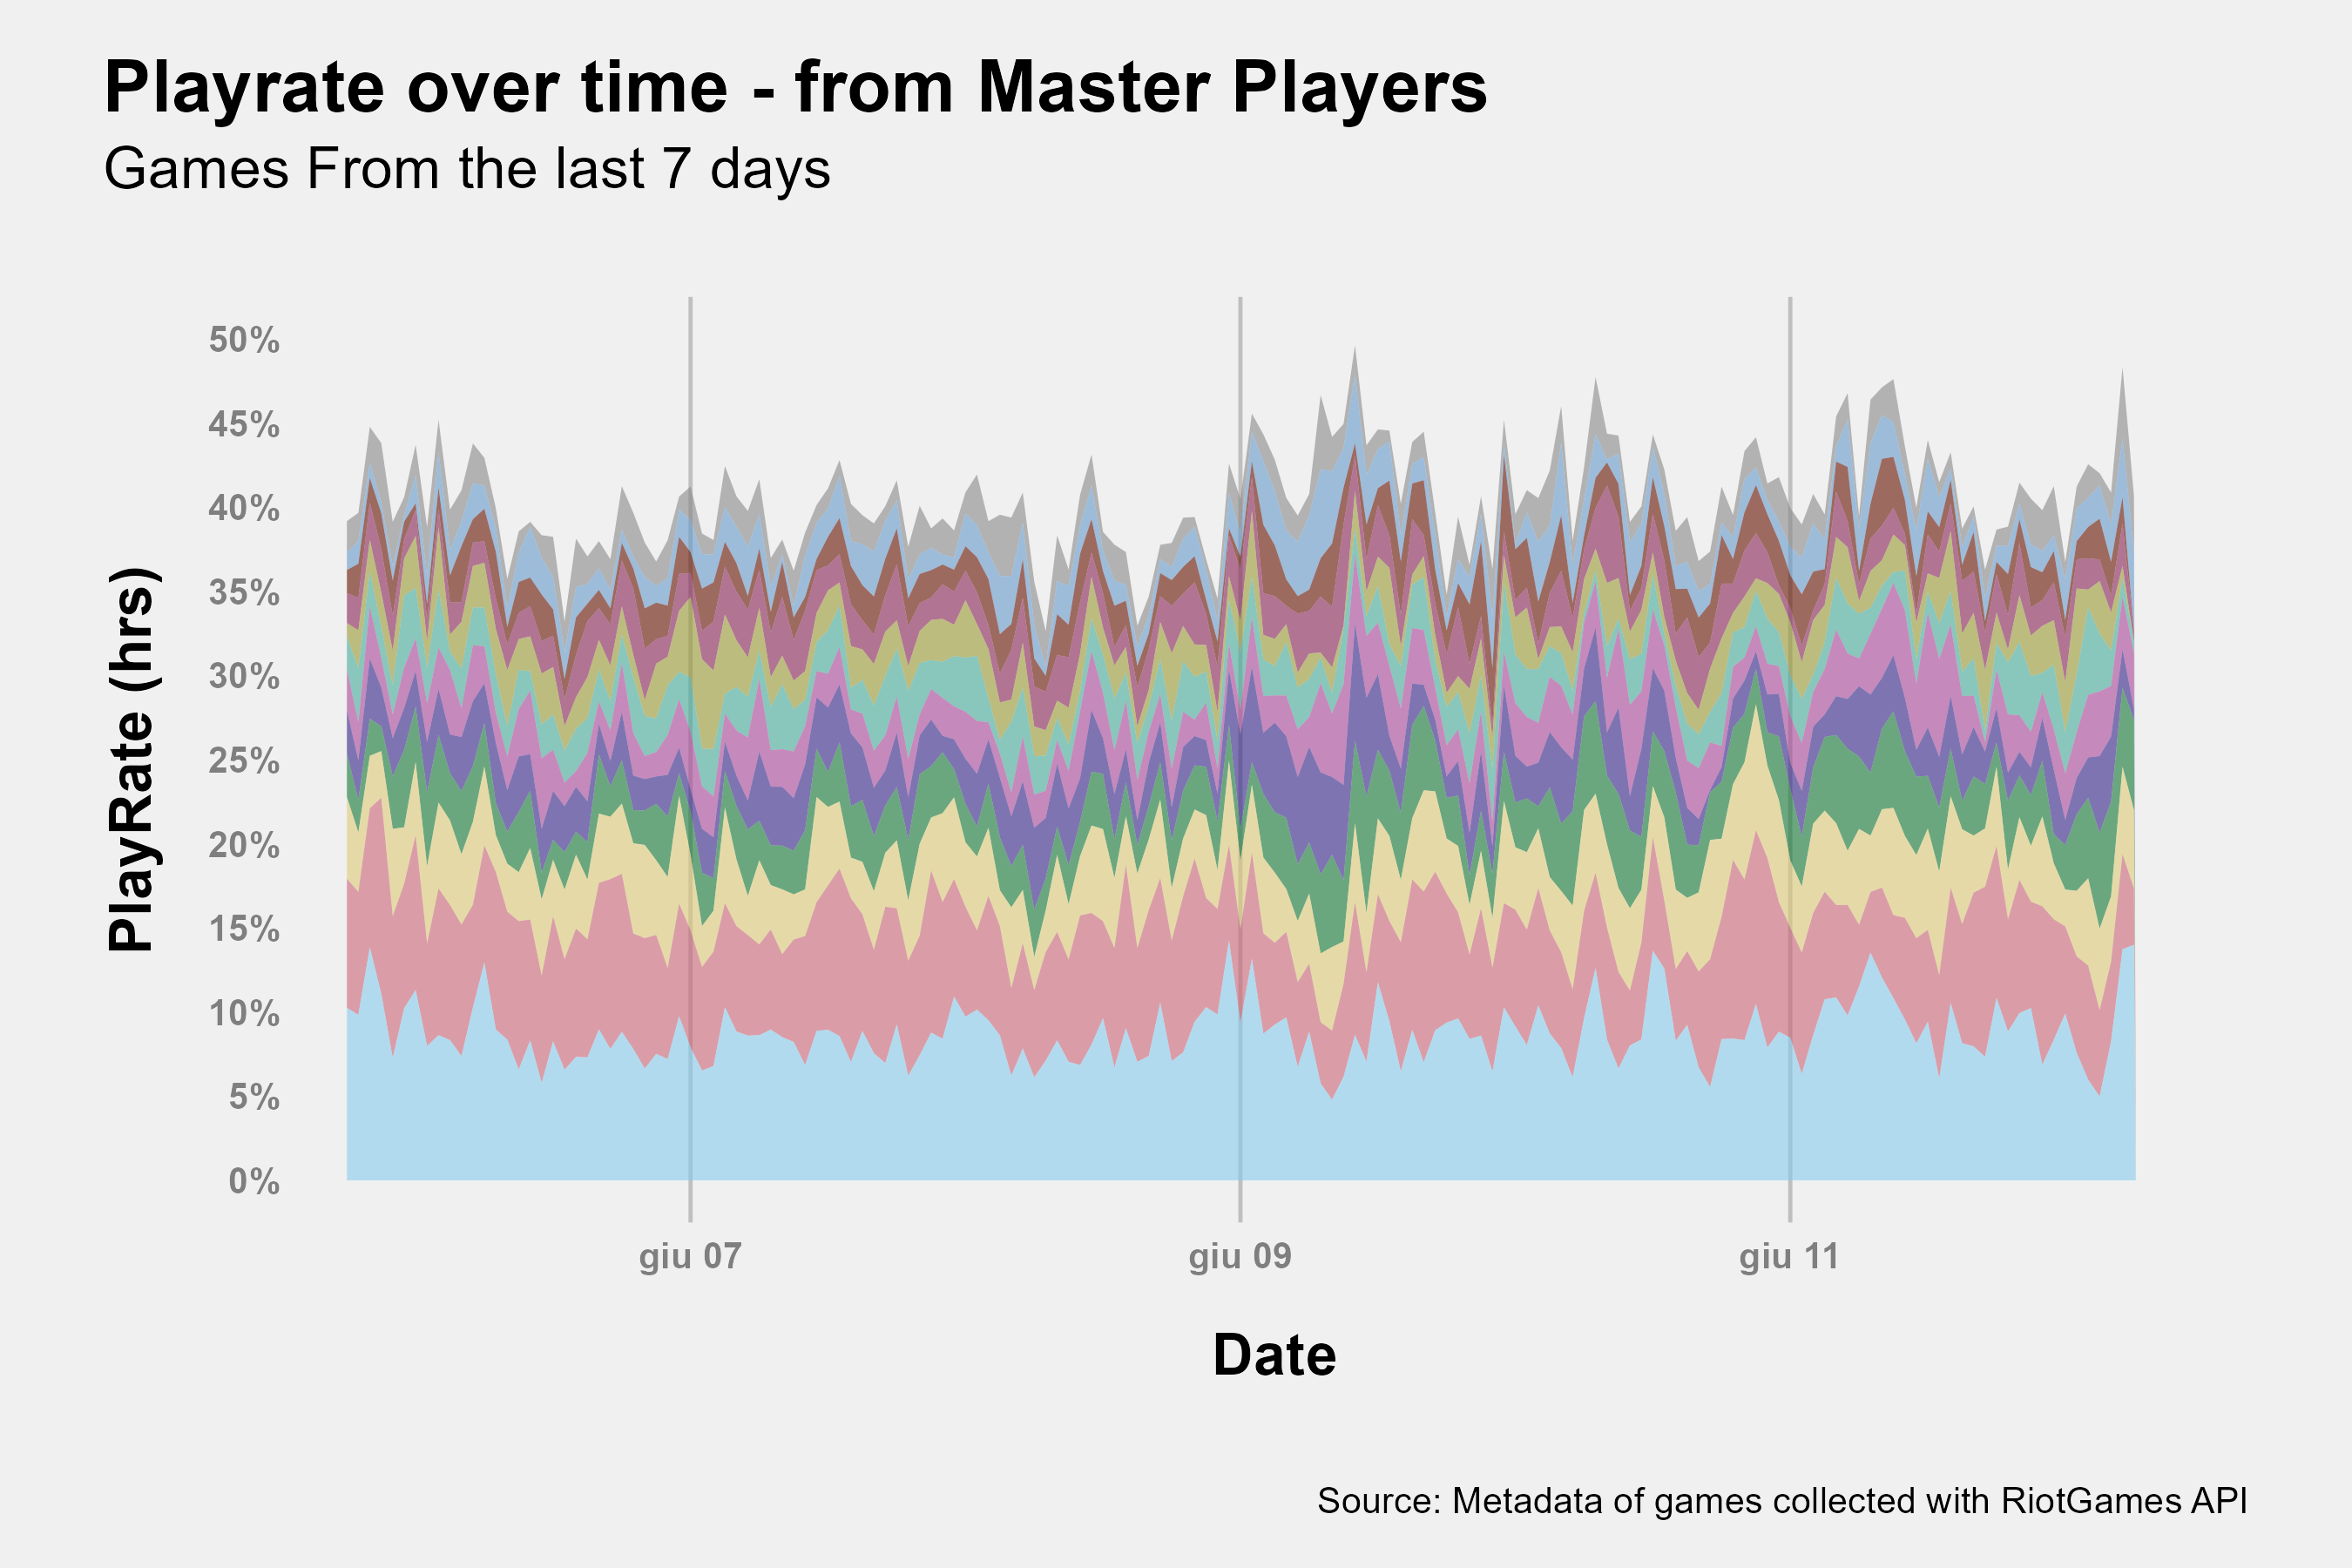 Playrate over time - from Master Players
Games From the last 7 days
PlayRate (hrs)
50%
45%
40%
35%
30%
25%
20%
15%
10%
5%
0%
giu 07
giu 09
giu 11
Date
Source: Metadata of games collected with RiotGames API